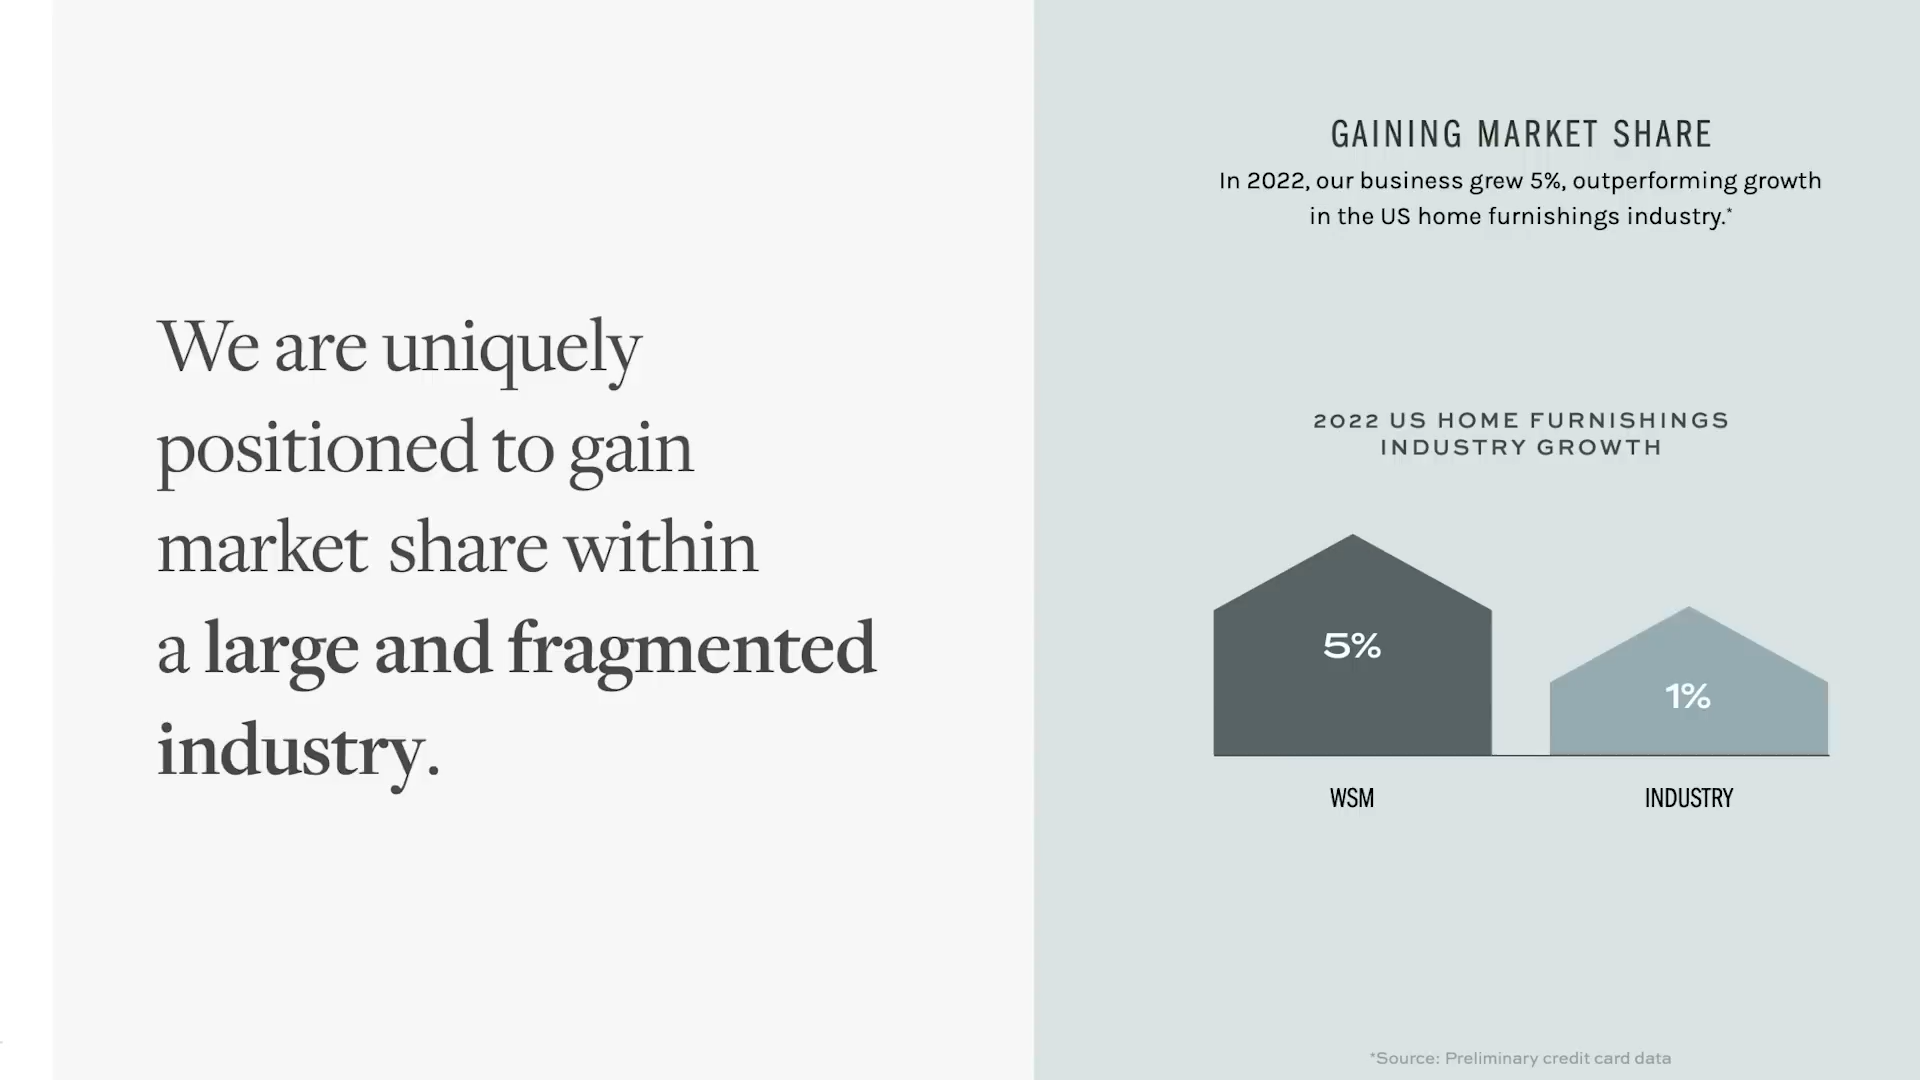 We are uniquely
positioned to gain
market share within
a large and fragmented
industry.
GAINING MARKET SHARE
In 2022, our business grew 5%, outperforming growth
in the US home furnishings industry.*
2022 US HOME FURNISHINGS
INDUSTRY GROWTH
5%
1%
WSM
INDUSTRY
*Source: Preliminary credit card data